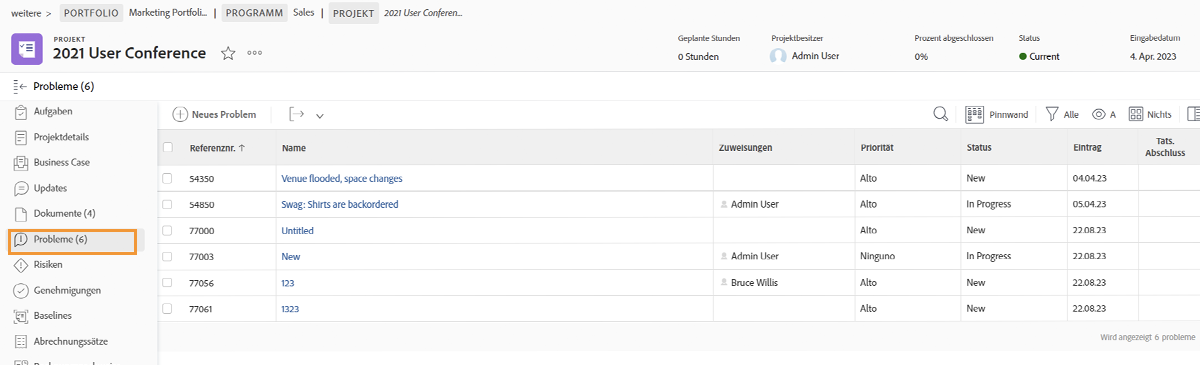 weitere > PORTFOLIO Marketing Portfolio... | PROGRAMM Sales | PROJEKT 2021 User Conferen...
PROJEKT
2021 User Conference
Geplante Stunden Projektbesitzer Prozent abgeschlossen Status Eingabedatum
0 Stunden Admin User 0% Current 4. Apr. 2023
Probleme (6)
Aufgaben
Projektdetails
Business Case
Updates
Dokumente (4)
Probleme (6)
Risiken
Genehmigungen
Baselines
Abrechnungssätze
Neues Problem Pinnwand Alle A Nichts
Referenznr. ↑ Name Zuweisungen Priorität Status Eintrag Tats. Abschluss
54350 Venue flooded, space changes Alto New 04.04.23
54850 Swag: Shirts are backordered Admin User Alto In Progress 05.04.23
77000 Untitled Alto New 22.08.23
77003 New Admin User Ninguno In Progress 22.08.23
77056 123 Bruce Willis Alto New 22.08.23
77061 1323 Alto New 22.08.23
Wird angezeigt 6 probleme